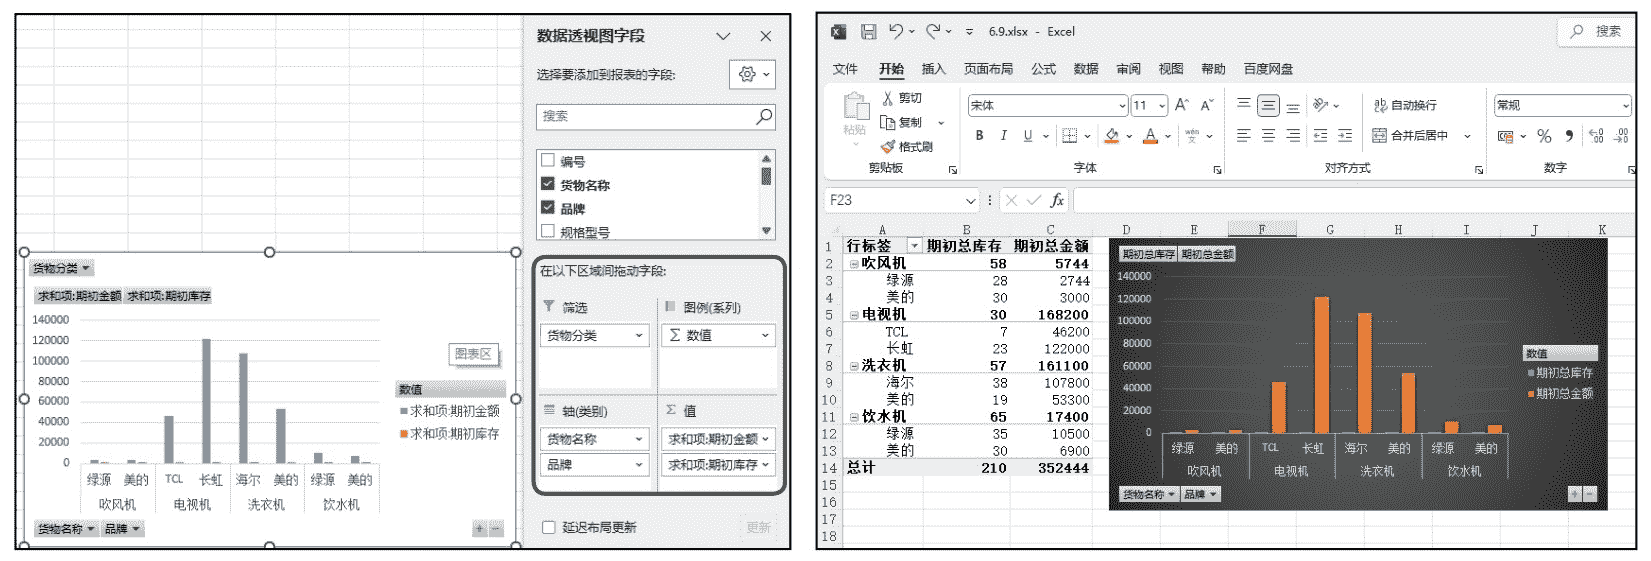 数据透视图字段
选择要添加到报表的字段:
搜索
编号
货物名称
品牌
规格型号
在以下区域间拖动字段:
筛选
图例(系列)
货物分类
Σ 数值
轴(类别)
Σ 值
货物名称
求和项:期初金额
品牌
求和项:期初库存
延迟布局更新
更新
货物分类
求和项:期初金额 求和项:期初库存
140000
120000
100000
80000
60000
40000
20000
0
图表区
数值
求和项:期初金额
求和项:期初库存
绿源 美的 TCL 长虹 海尔 美的 绿源 美的
吹风机 电视机 洗衣机 饮水机
货物名称 品牌
+ −
6.9.xlsx - Excel
搜索
文件 开始 插入 页面布局 公式 数据 审阅 视图 帮助 百度网盘
粘贴
剪切
复制
格式刷
剪贴板
宋体 11 A^ A˅
B I U A wén 文
字体
ab 自动换行
合并后居中
对齐方式
常规
% , ←0 .00 .00 →0
数字
F23
fx
A B C D E F G H I J K
1 行标签 期初总库存 期初总金额
2 吹风机 58 5744
3 绿源 28 2744
4 美的 30 3000
5 电视机 30 168200
6 TCL 7 46200
7 长虹 23 122000
8 洗衣机 57 161100
9 海尔 38 107800
10 美的 19 53300
11 饮水机 65 17400
12 绿源 35 10500
13 美的 30 6900
14 总计 210 352444
15
16
17
18
期初总库存 期初总金额
140000
120000
100000
80000
60000
40000
20000
0
数值
期初总库存
期初总金额
绿源 美的 TCL 长虹 海尔 美的 绿源 美的
吹风机 电视机 洗衣机 饮水机
货物名称 品牌
+ −